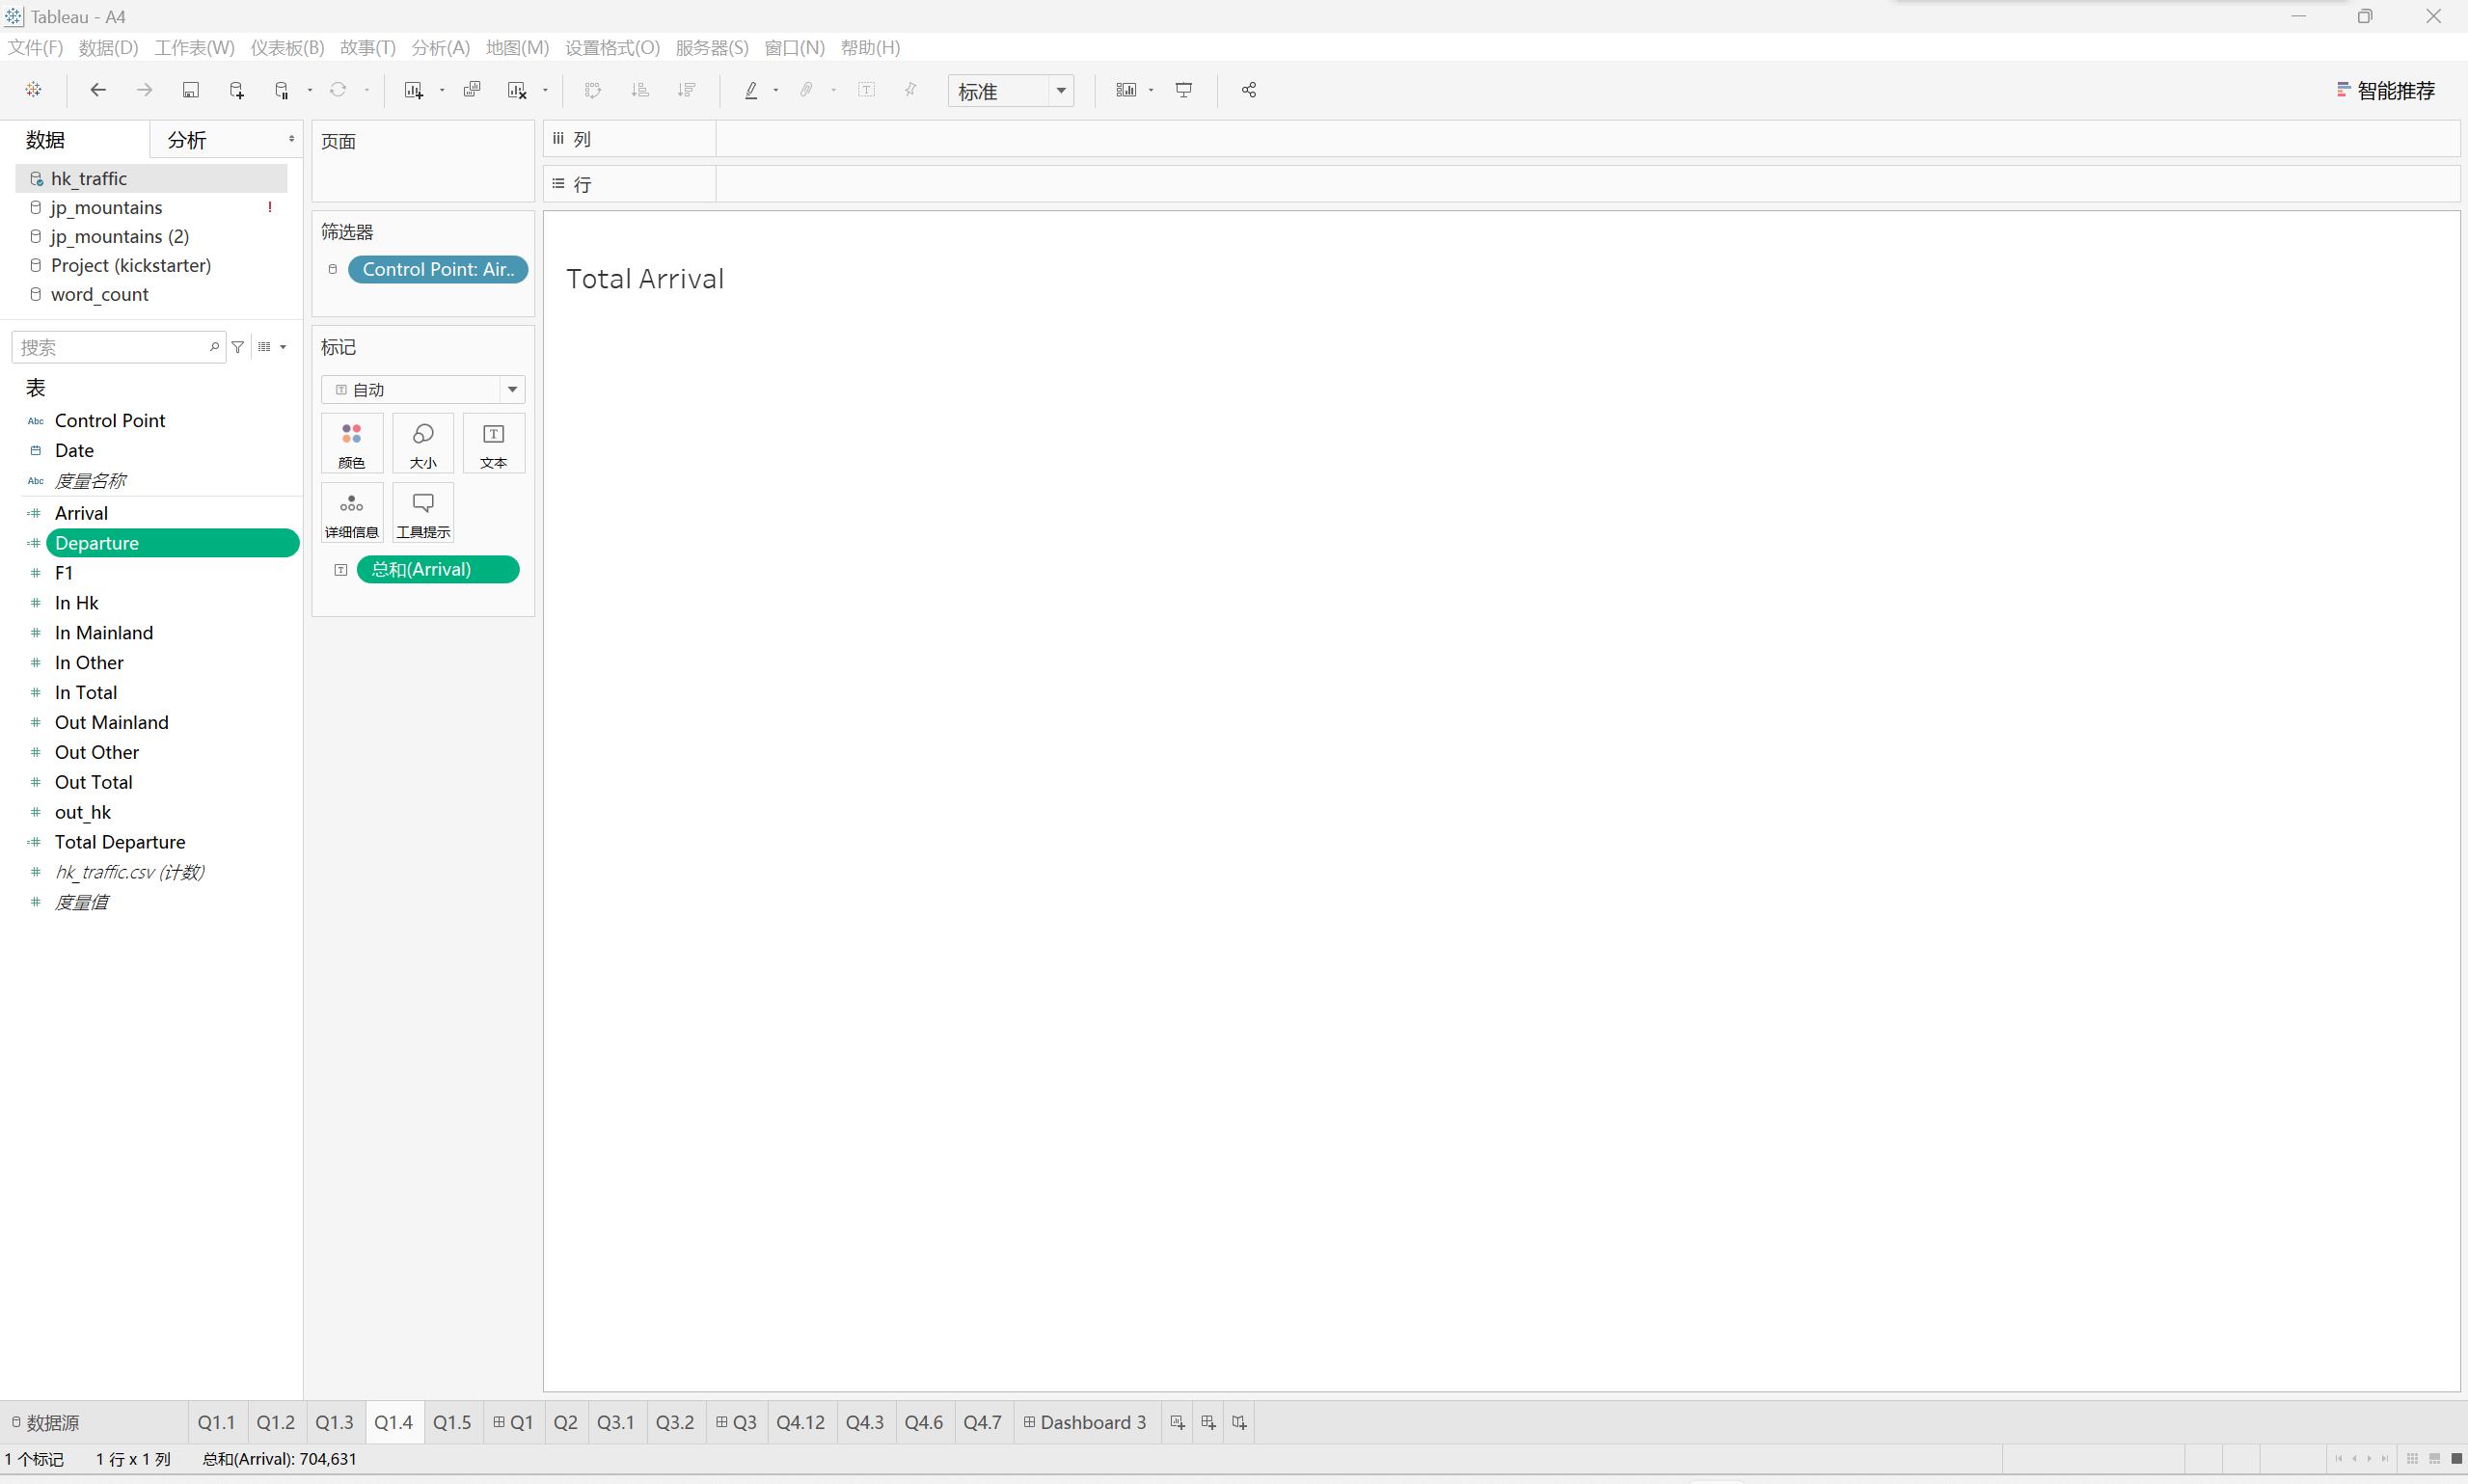 Tableau - A4
文件(F) 数据(D) 工作表(W) 仪表板(B) 故事(T) 分析(A) 地图(M) 设置格式(O) 服务器(S) 窗口(N) 帮助(H)
标准
智能推荐
数据
分析
hk_traffic
jp_mountains !
jp_mountains (2)
Project (kickstarter)
word_count
搜索
表
Abc Control Point
Date
Abc 度量名称
Arrival
Departure
F1
In Hk
In Mainland
In Other
In Total
Out Mainland
Out Other
Out Total
out_hk
Total Departure
hk_traffic.csv (计数)
度量值
页面
筛选器
Control Point: Air..
标记
自动
颜色
大小
文本
详细信息
工具提示
总和(Arrival)
列
行
Total Arrival
数据源 Q1.1 Q1.2 Q1.3 Q1.4 Q1.5 Q1 Q2 Q3.1 Q3.2 Q3 Q4.12 Q4.3 Q4.6 Q4.7 Dashboard 3
1 个标记 1 行 x 1 列 总和(Arrival): 704,631